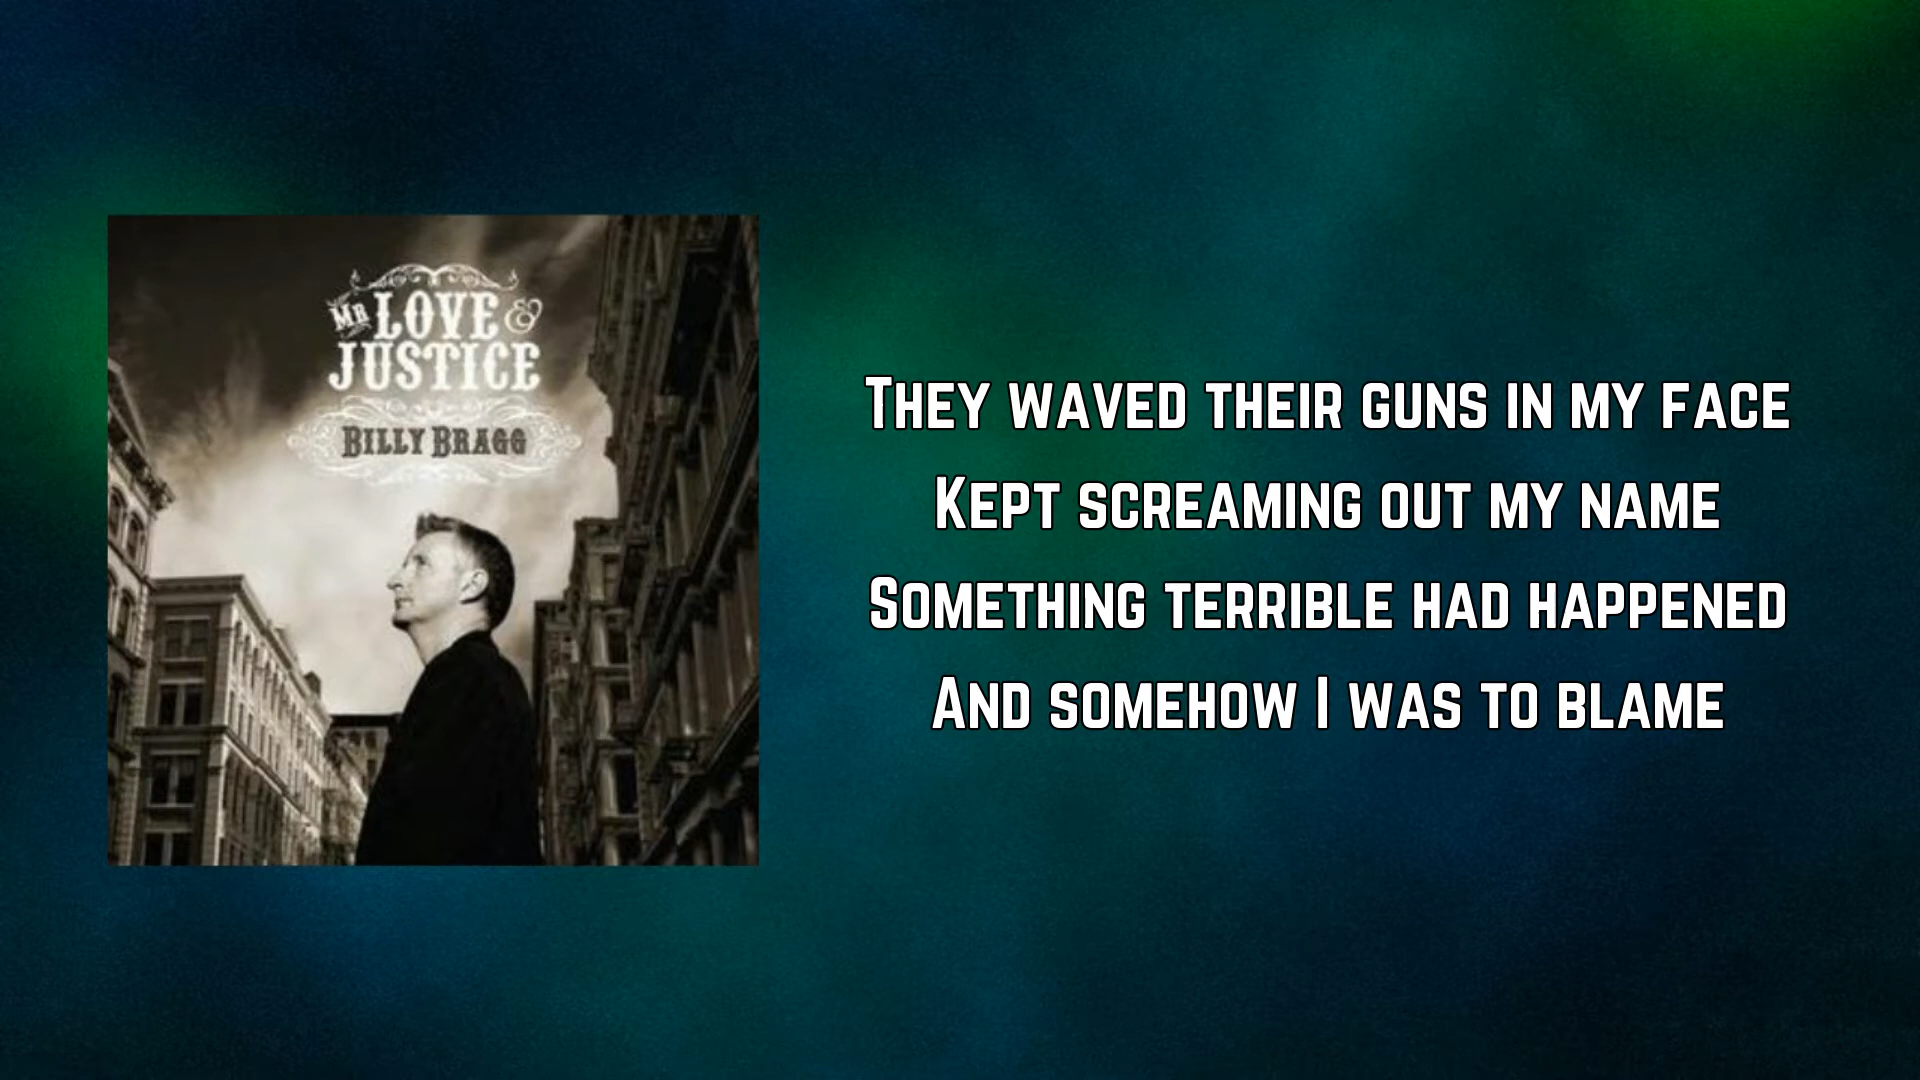 Mr LOVE &
JUSTICE
BILLY BRAGG
THEY WAVED THEIR GUNS IN MY FACE
KEPT SCREAMING OUT MY NAME
SOMETHING TERRIBLE HAD HAPPENED
AND SOMEHOW I WAS TO BLAME